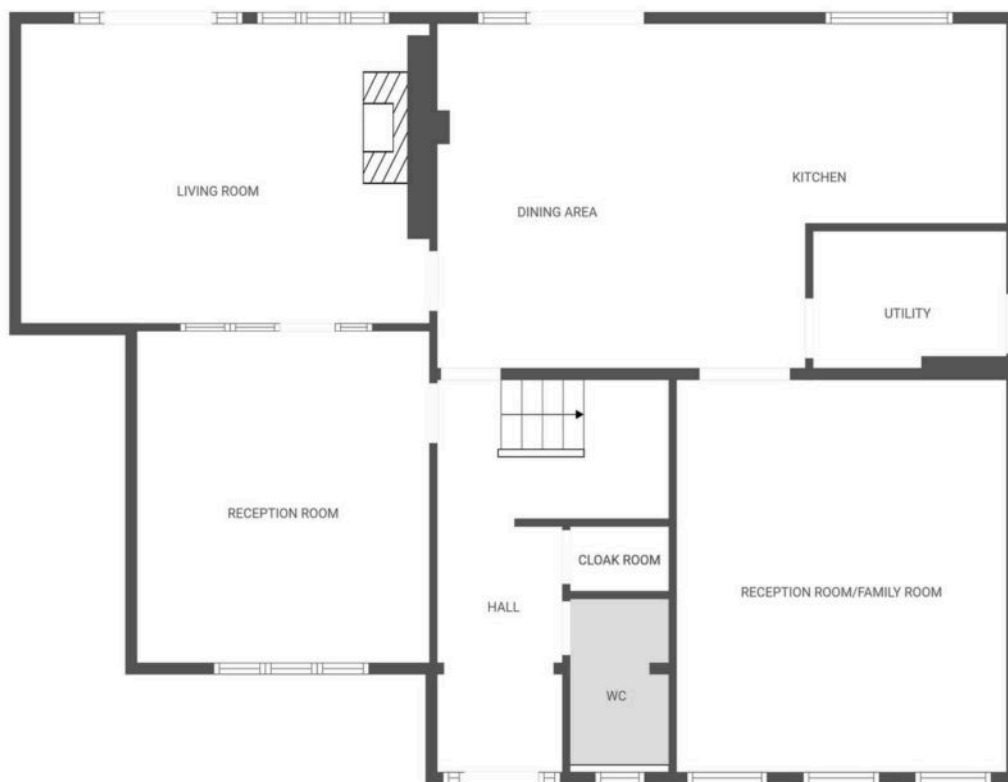 KITCHEN
LIVING ROOM
DINING AREA
UTILITY
RECEPTION ROOM
CLOAK ROOM
RECEPTION ROOM/FAMILY ROOM
HALL
WC